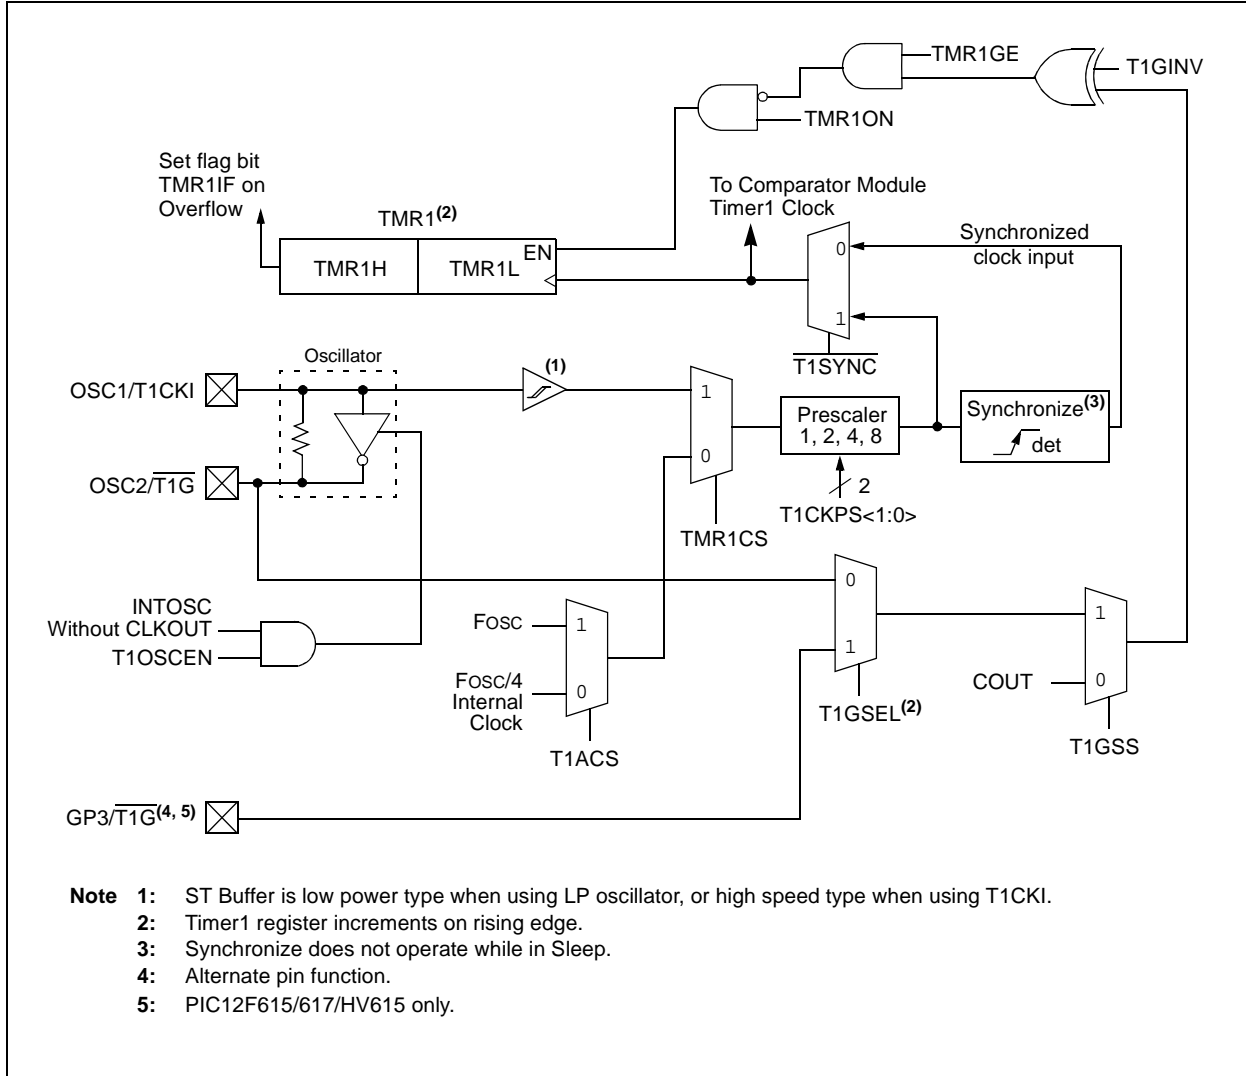 TMR1GE
T1GINV
TMR1ON
Set flag bit
TMR1IF on
Overflow
To Comparator Module
Timer1 Clock
TMR1(2)
EN
TMR1H
TMR1L
0
Synchronized
clock input
1
T1SYNC
Oscillator
(1)
OSC1/T1CKI
1
Prescaler
1, 2, 4, 8
Synchronize(3)
det
0
OSC2/T1G
2
T1CKPS<1:0>
TMR1CS
0
INTOSC
Without CLKOUT
T1OSCEN
FOSC
1
1
1
FOSC/4
Internal
Clock
0
COUT
0
T1GSEL(2)
T1ACS
T1GSS
GP3/T1G(4, 5)
Note 1: ST Buffer is low power type when using LP oscillator, or high speed type when using T1CKI.
2: Timer1 register increments on rising edge.
3: Synchronize does not operate while in Sleep.
4: Alternate pin function.
5: PIC12F615/617/HV615 only.